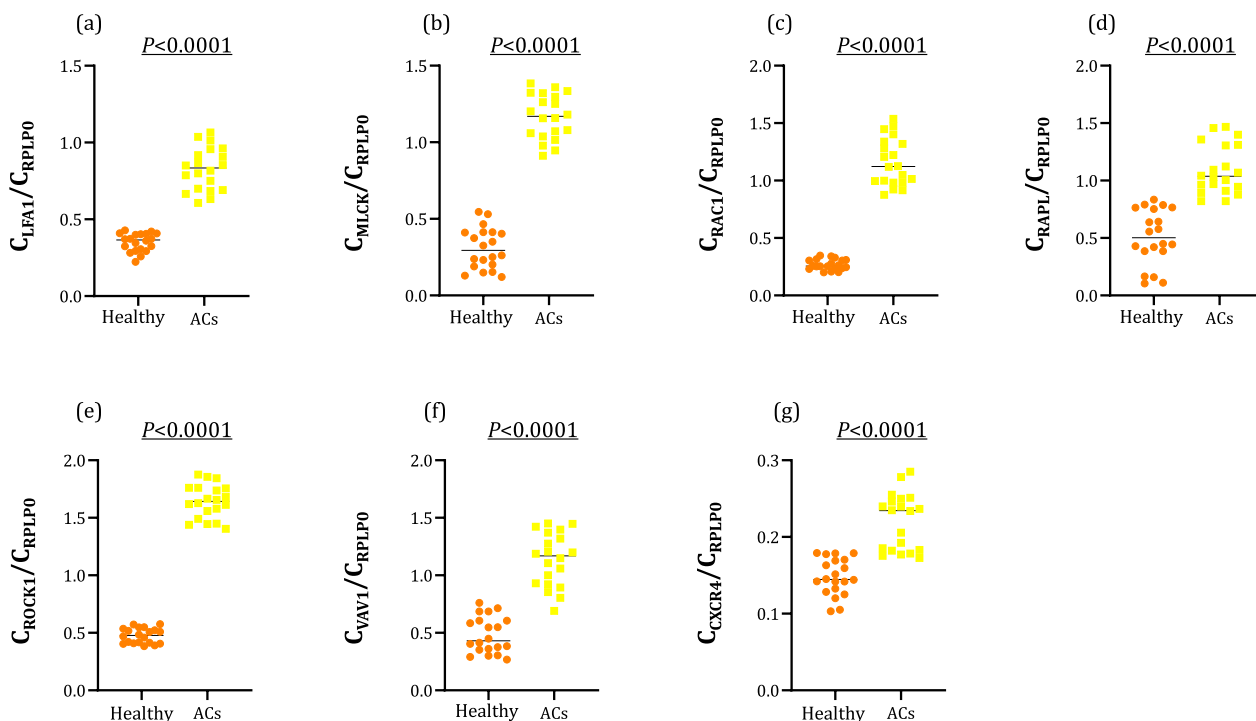 (a)
P<0.0001
C_LFA1/C_RPLP0
1.5
1.0
0.5
0.0
Healthy
ACs
(b)
P<0.0001
C_MLCK/C_RPLP0
1.5
1.0
0.5
0.0
Healthy
ACs
(c)
P<0.0001
C_RAC1/C_RPLP0
2.0
1.5
1.0
0.5
0.0
Healthy
ACs
(d)
P<0.0001
C_RAPL/C_RPLP0
2.0
1.5
1.0
0.5
0.0
Healthy
ACs
(e)
P<0.0001
C_ROCK1/C_RPLP0
2.0
1.5
1.0
0.5
0.0
Healthy
ACs
(f)
P<0.0001
C_VAV1/C_RPLP0
2.0
1.5
1.0
0.5
0.0
Healthy
ACs
(g)
P<0.0001
C_CXCR4/C_RPLP0
0.3
0.2
0.1
0.0
Healthy
ACs